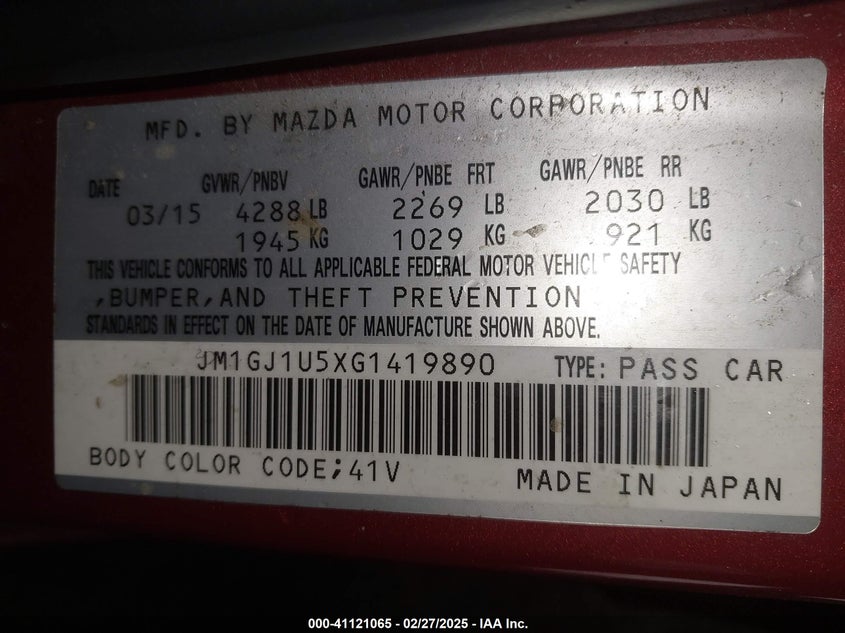 MFD. BY MAZDA MOTOR CORPORATION
DATE GVWR/PNBV GAWR/PNBE FRT GAWR/PNBE RR
03/15 4288 LB 2269 LB 2030 LB
1945 KG 1029 KG 921 KG
THIS VEHICLE CONFORMS TO ALL APPLICABLE FEDERAL MOTOR VEHICLE SAFETY
,BUMPER,AND THEFT PREVENTION
STANDARDS IN EFFECT ON THE DATE OF MANUFACTURE SHOWN ABOVE.
JM1GJ1U5XG1419890 TYPE: PASS CAR
BODY COLOR CODE;41V MADE IN JAPAN
000-41121065 - 02/27/2025 - IAA Inc.